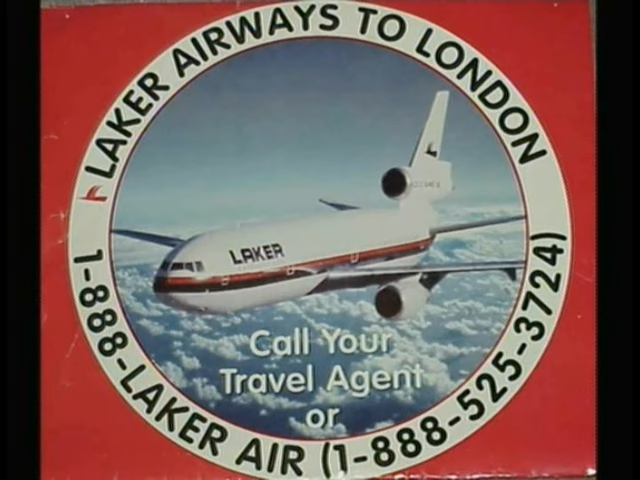 LAKER AIRWAYS TO LONDON
LAKER
Call Your
Travel Agent
or
1-888-LAKER AIR (1-888-525-3724)